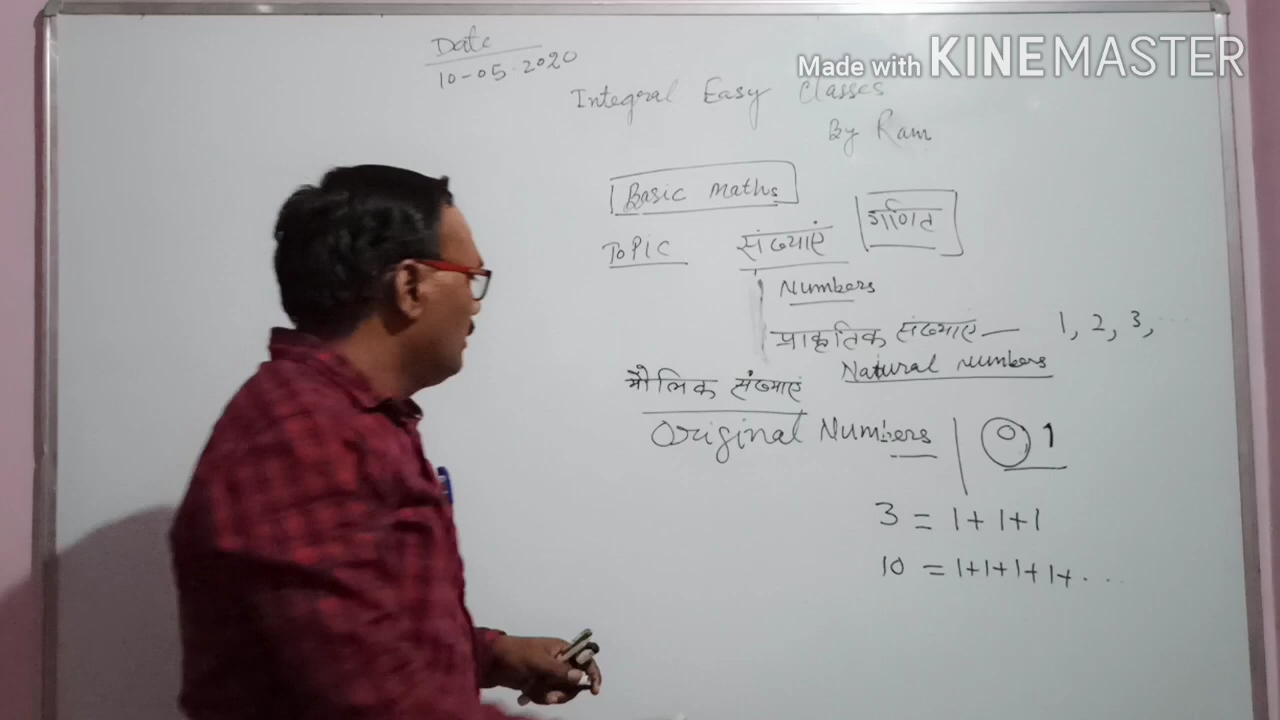 Made with KINEMASTER
Date
10-05-2020
Integral Easy Classes
By Ram
Basic maths
गणित
Topic संख्याएं
Numbers
प्राकृतिक संख्याएं — 1, 2, 3, ...
Natural numbers
मौलिक संख्याएं
Original Numbers | 0 1
3 = 1+1+1
10 = 1+1+1+1+....